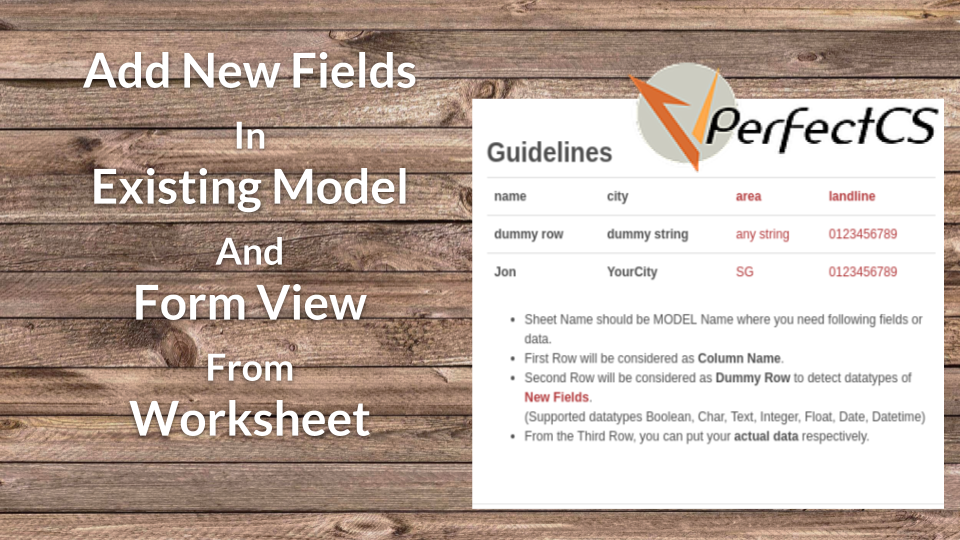 Add New Fields
In
Existing Model
And
Form View
From
Worksheet
PerfectCS
Guidelines
name city area landline
dummy row dummy string any string 0123456789
Jon YourCity SG 0123456789
• Sheet Name should be MODEL Name where you need following fields or
data.
• First Row will be considered as Column Name.
• Second Row will be considered as Dummy Row to detect datatypes of
New Fields.
(Supported datatypes Boolean, Char, Text, Integer, Float, Date, Datetime)
• From the Third Row, you can put your actual data respectively.